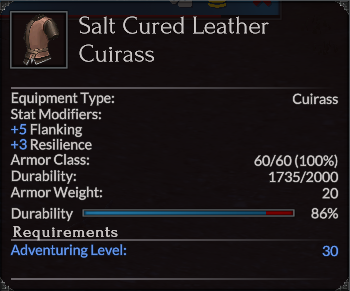 Salt Cured Leather
Cuirass
Equipment Type: Cuirass
Stat Modifiers:
+5 Flanking
+3 Resilience
Armor Class: 60/60 (100%)
Durability: 1735/2000
Armor Weight: 20
Durability 86%
Requirements
Adventuring Level: 30